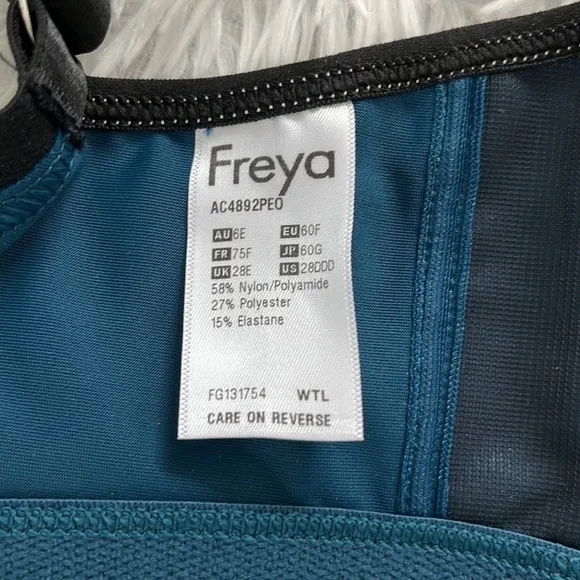 Freya
AC4892PEO
AU 6E EU 60F
FR 75F JP 60G
UK 28E US 28DDD
58% Nylon/Polyamide
27% Polyester
15% Elastane
FG131754 WTL
CARE ON REVERSE